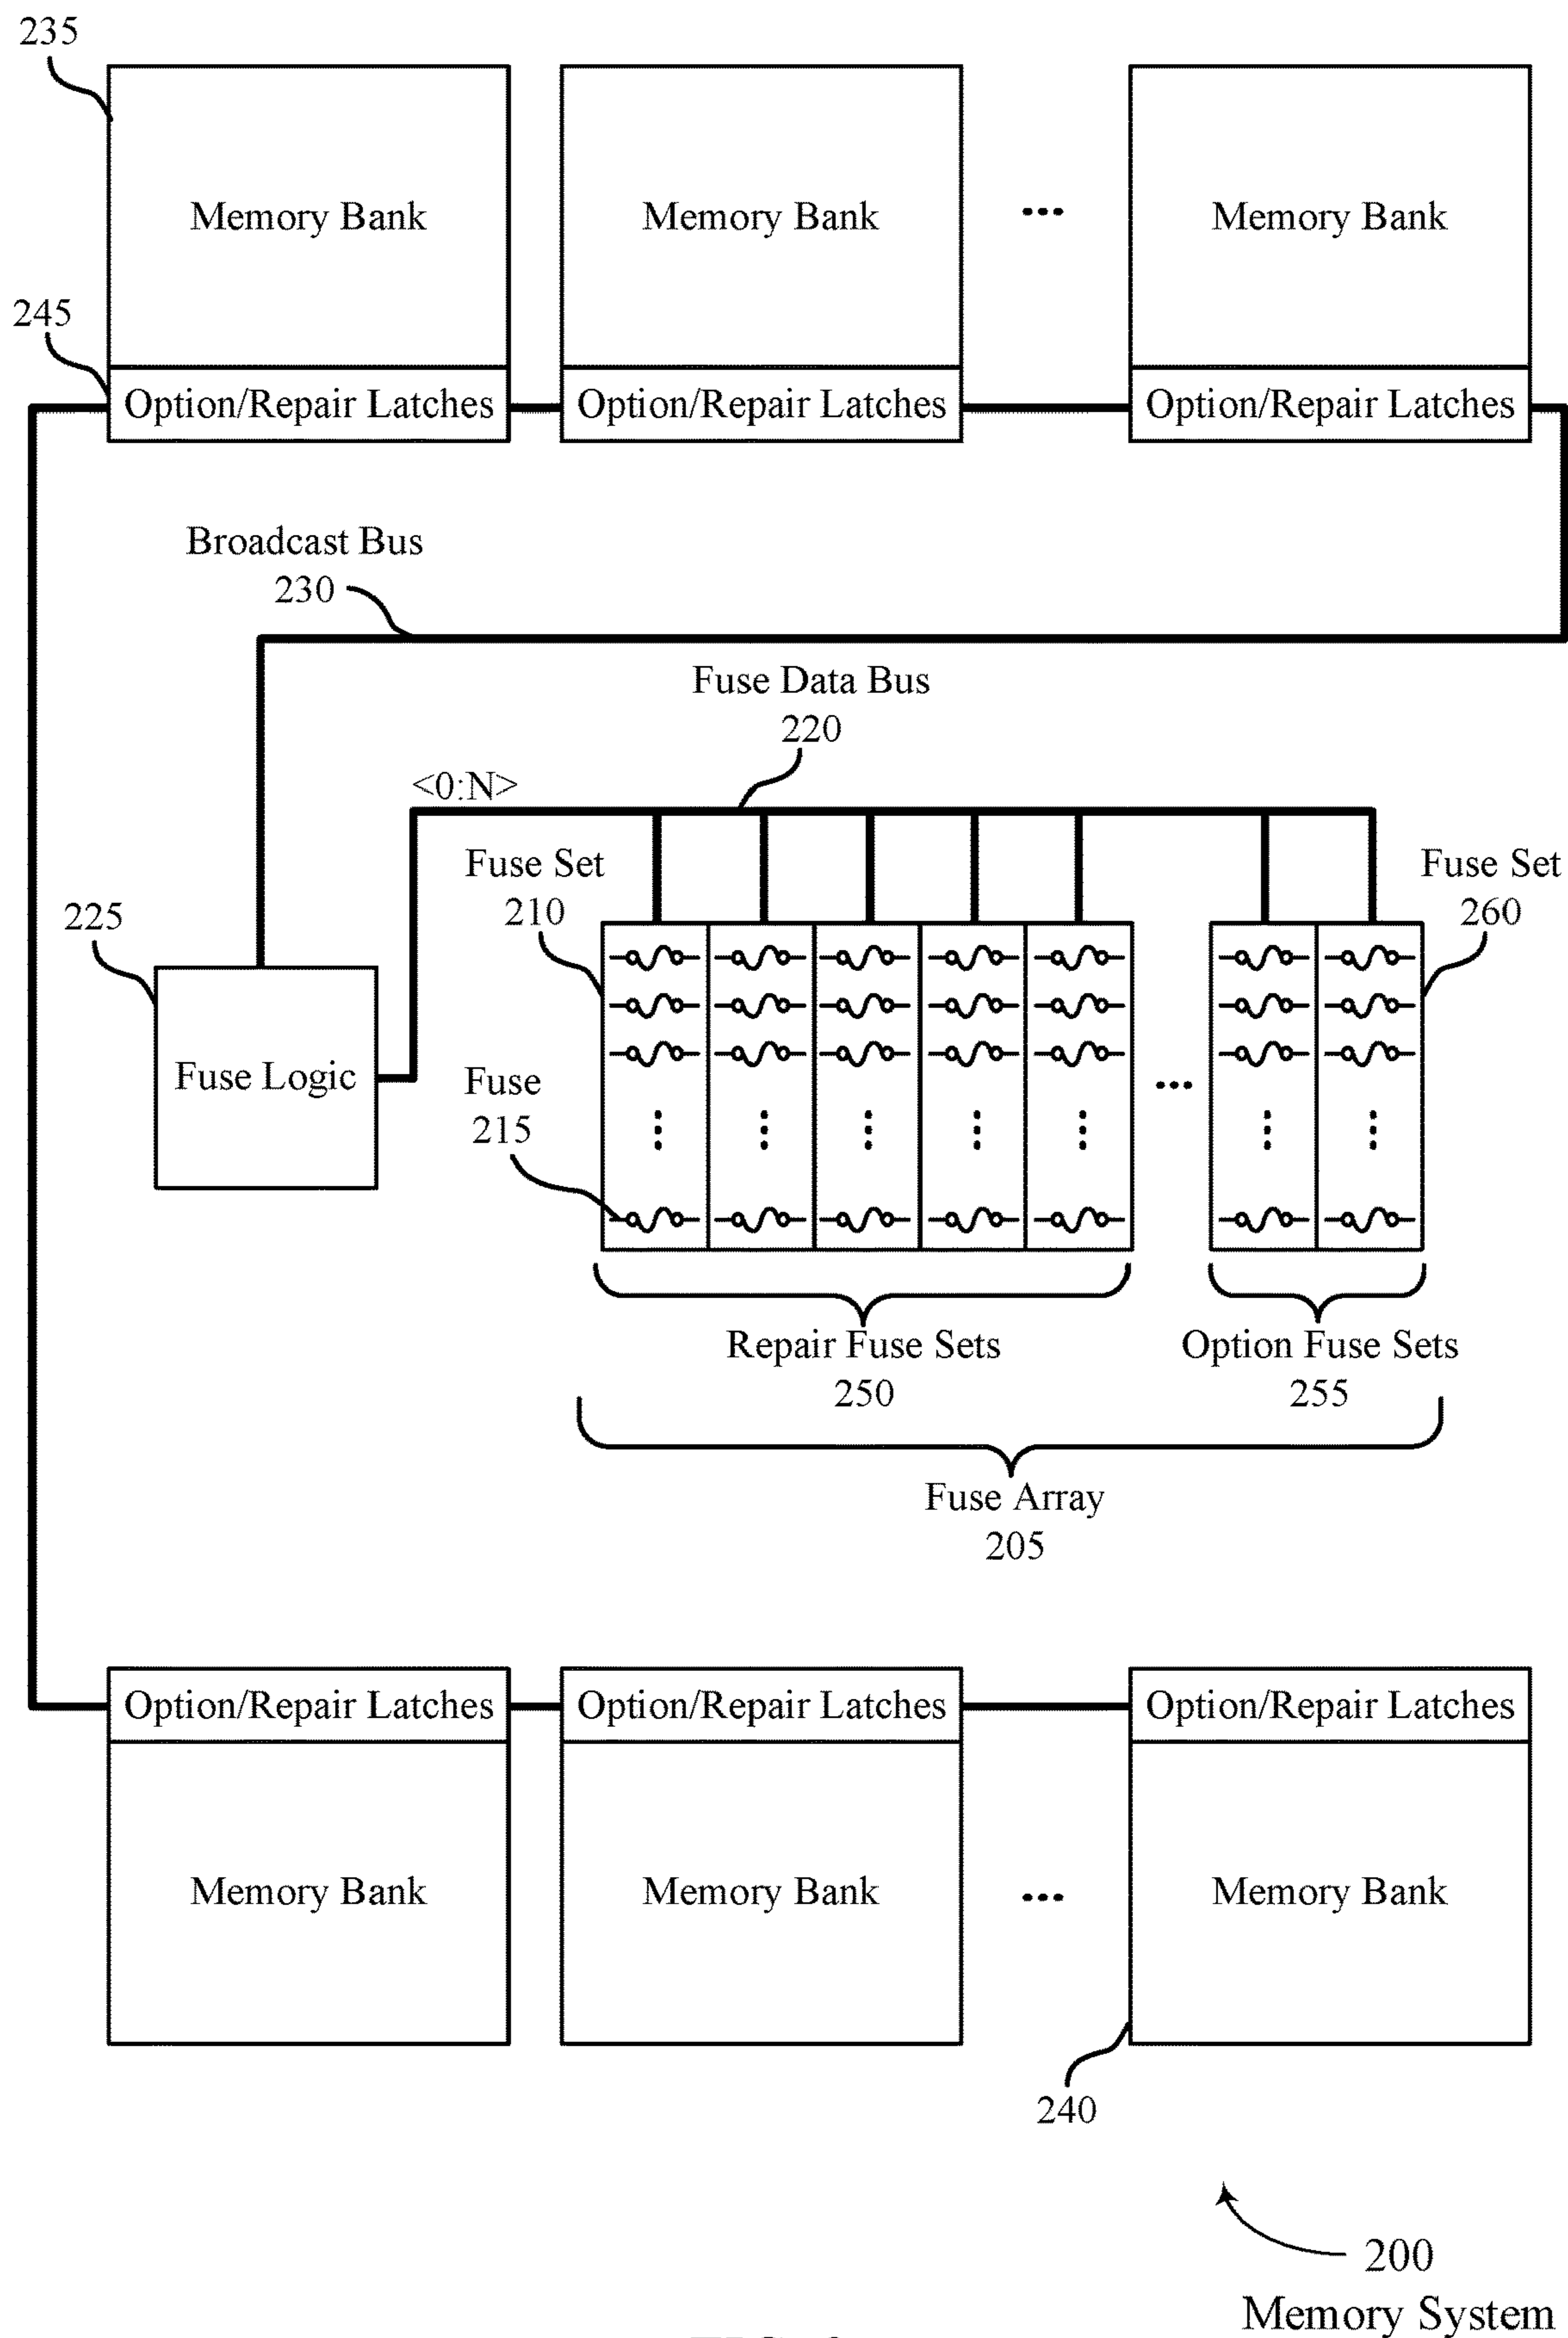 235
Memory Bank
Memory Bank
...
Memory Bank
245
Option/Repair Latches
Option/Repair Latches
Option/Repair Latches
Broadcast Bus
230
Fuse Data Bus
220
<0:N>
Fuse Set
210
Fuse Set
260
225
Fuse Logic
Fuse
215
...
Repair Fuse Sets
250
Option Fuse Sets
255
Fuse Array
205
Option/Repair Latches
Option/Repair Latches
Option/Repair Latches
Memory Bank
Memory Bank
...
Memory Bank
240
200
Memory System